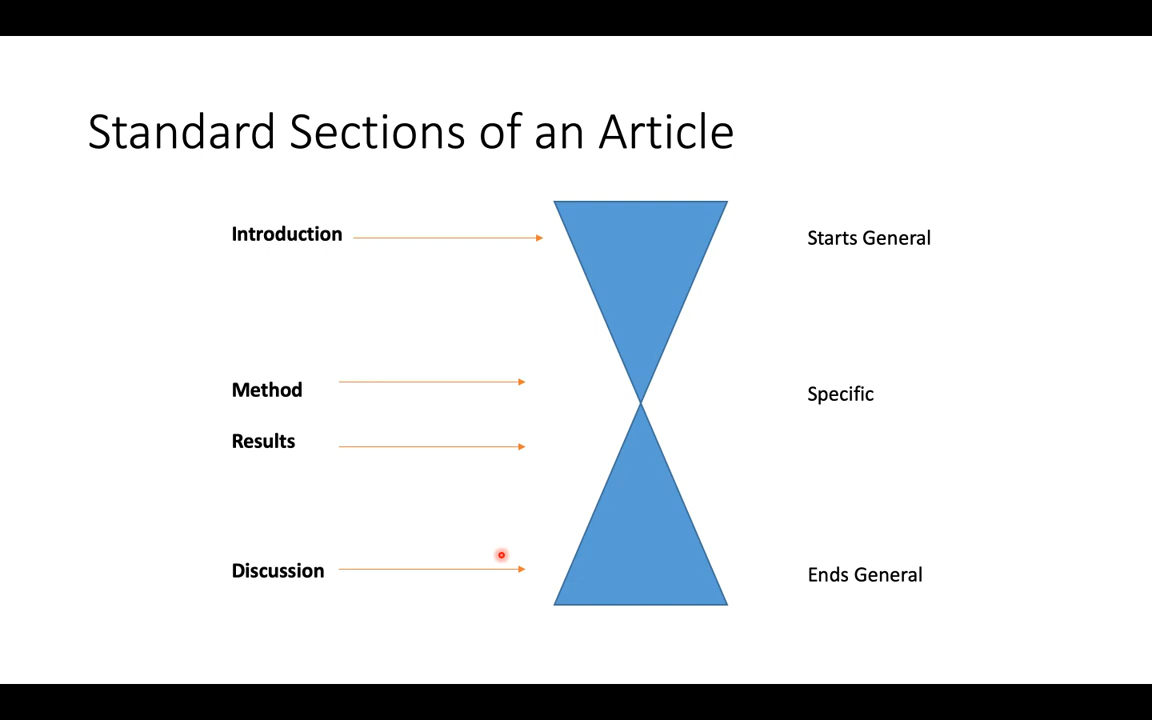 Standard Sections of an Article
Introduction
Starts General
Method
Specific
Results
Discussion
Ends General